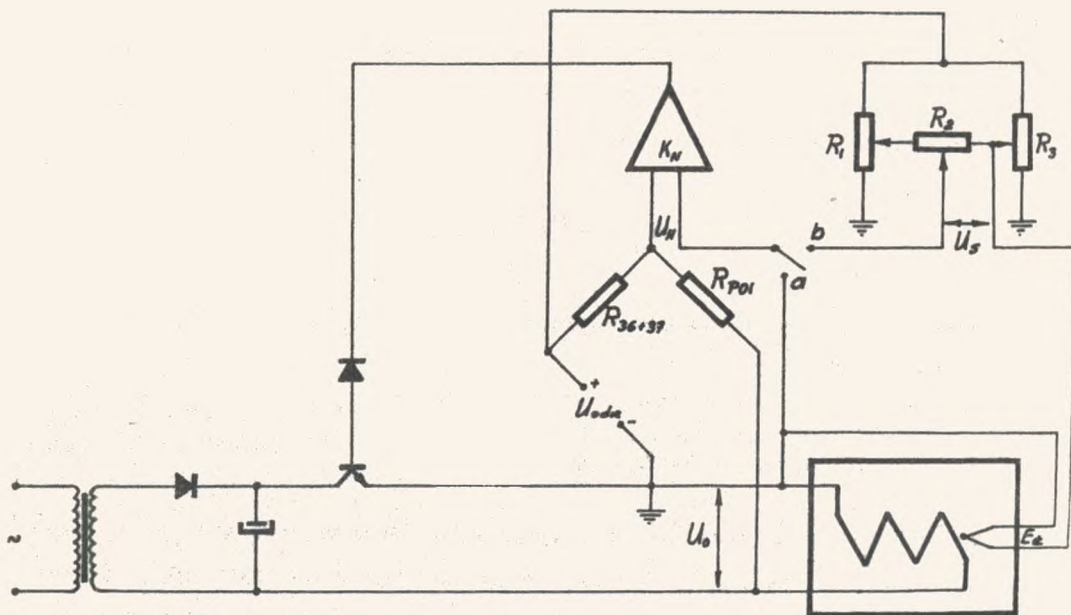 R2
R1
R3
KN
b
Us
UN
a
RP01
R36+37
+
Uodn
-
~
U0
Et